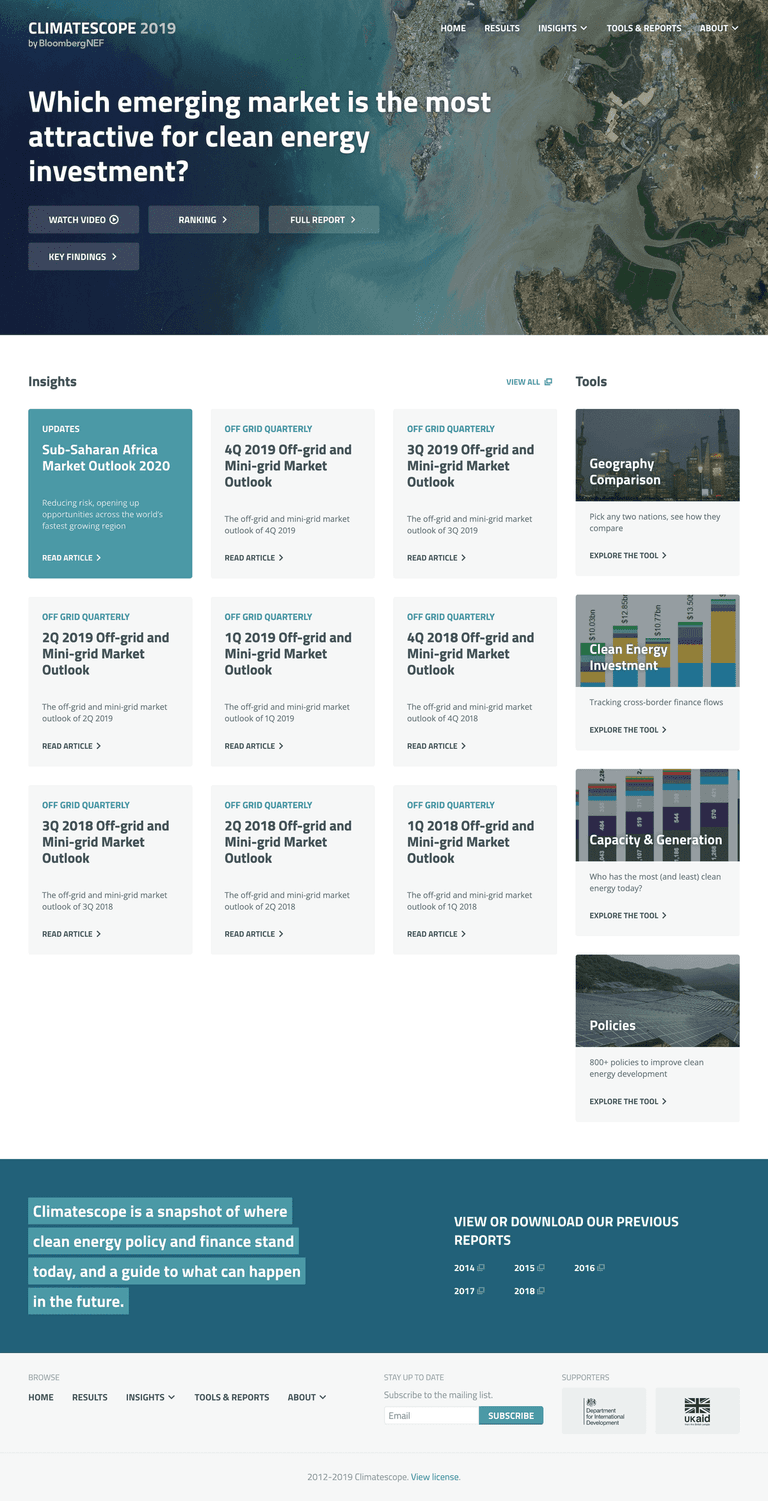 CLIMATESCOPE 2019
by BloombergNEF
HOME
RESULTS
INSIGHTS
TOOLS & REPORTS
ABOUT
Which emerging market is the most
attractive for clean energy
investment?
WATCH VIDEO
RANKING
FULL REPORT
KEY FINDINGS
Insights
VIEW ALL
UPDATES
Sub-Saharan Africa
Market Outlook 2020
Reducing risk, opening up
opportunities across the world's
fastest growing region
READ ARTICLE
OFF GRID QUARTERLY
4Q 2019 Off-grid and
Mini-grid Market
Outlook
The off-grid and mini-grid market
outlook of 4Q 2019
READ ARTICLE
OFF GRID QUARTERLY
3Q 2019 Off-grid and
Mini-grid Market
Outlook
The off-grid and mini-grid market
outlook of 3Q 2019
READ ARTICLE
OFF GRID QUARTERLY
2Q 2019 Off-grid and
Mini-grid Market
Outlook
The off-grid and mini-grid market
outlook of 2Q 2019
READ ARTICLE
OFF GRID QUARTERLY
1Q 2019 Off-grid and
Mini-grid Market
Outlook
The off-grid and mini-grid market
outlook of 1Q 2019
READ ARTICLE
OFF GRID QUARTERLY
4Q 2018 Off-grid and
Mini-grid Market
Outlook
The off-grid and mini-grid market
outlook of 4Q 2018
READ ARTICLE
OFF GRID QUARTERLY
3Q 2018 Off-grid and
Mini-grid Market
Outlook
The off-grid and mini-grid market
outlook of 3Q 2018
READ ARTICLE
OFF GRID QUARTERLY
2Q 2018 Off-grid and
Mini-grid Market
Outlook
The off-grid and mini-grid market
outlook of 2Q 2018
READ ARTICLE
OFF GRID QUARTERLY
1Q 2018 Off-grid and
Mini-grid Market
Outlook
The off-grid and mini-grid market
outlook of 1Q 2018
READ ARTICLE
Tools
Geography
Comparison
Pick any two nations, see how they
compare
EXPLORE THE TOOL
$10.03bn
$12.85bn
$10.77bn
Clean Energy
Investment
Tracking cross-border finance flows
EXPLORE THE TOOL
484
519
544
570
Capacity & Generation
Who has the most (and least) clean
energy today?
EXPLORE THE TOOL
Policies
800+ policies to improve clean
energy development
EXPLORE THE TOOL
Climatescope is a snapshot of where
clean energy policy and finance stand
today, and a guide to what can happen
in the future.
VIEW OR DOWNLOAD OUR PREVIOUS
REPORTS
2014
2015
2016
2017
2018
BROWSE
HOME
RESULTS
INSIGHTS
TOOLS & REPORTS
ABOUT
STAY UP TO DATE
Subscribe to the mailing list.
Email
SUBSCRIBE
SUPPORTERS
Department
for International
Development
ukaid
2012-2019 Climatescope. View license.